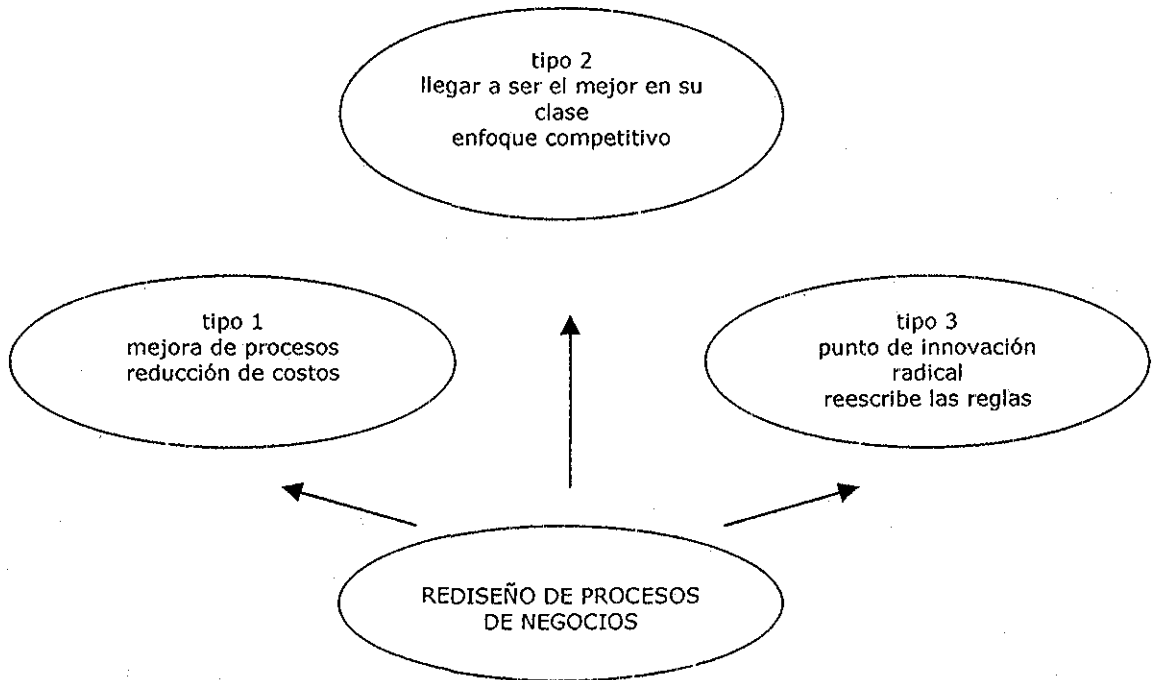 tipo 2
llegar a ser el mejor en su
clase
enfoque competitivo
tipo 1
mejora de procesos
reducción de costos
tipo 3
punto de innovación
radical
reescribe las reglas
REDISEÑO DE PROCESOS
DE NEGOCIOS